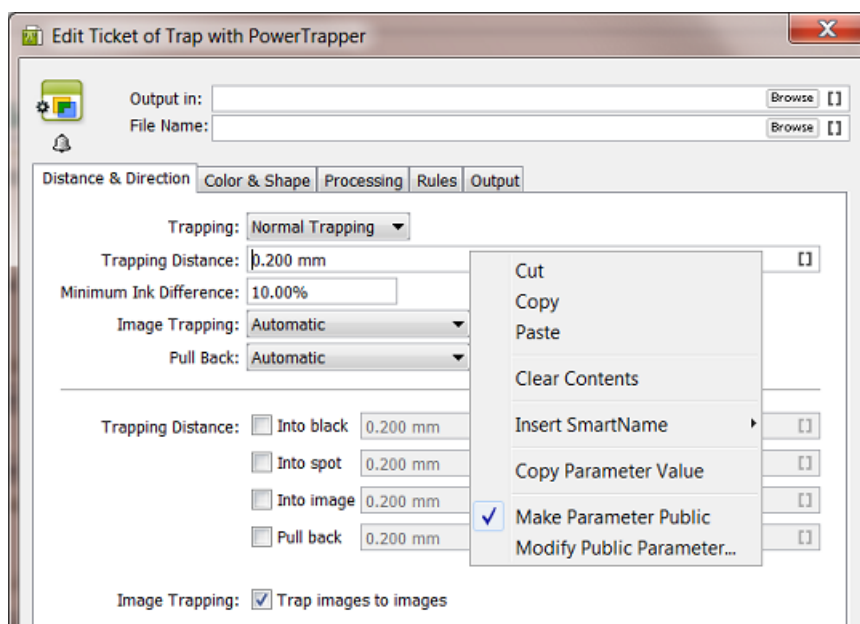 Edit Ticket of Trap with PowerTrapper
X
Output in: Browse []
File Name: Browse []
Distance & Direction Color & Shape Processing Rules Output
Trapping: Normal Trapping
Trapping Distance: 0.200 mm []
Minimum Ink Difference: 10.00%
Image Trapping: Automatic
Pull Back: Automatic
Trapping Distance: Into black 0.200 mm []
Into spot 0.200 mm []
Into image 0.200 mm []
Pull back 0.200 mm []
Image Trapping: Trap images to images
Cut
Copy
Paste
Clear Contents
Insert SmartName
Copy Parameter Value
Make Parameter Public
Modify Public Parameter...